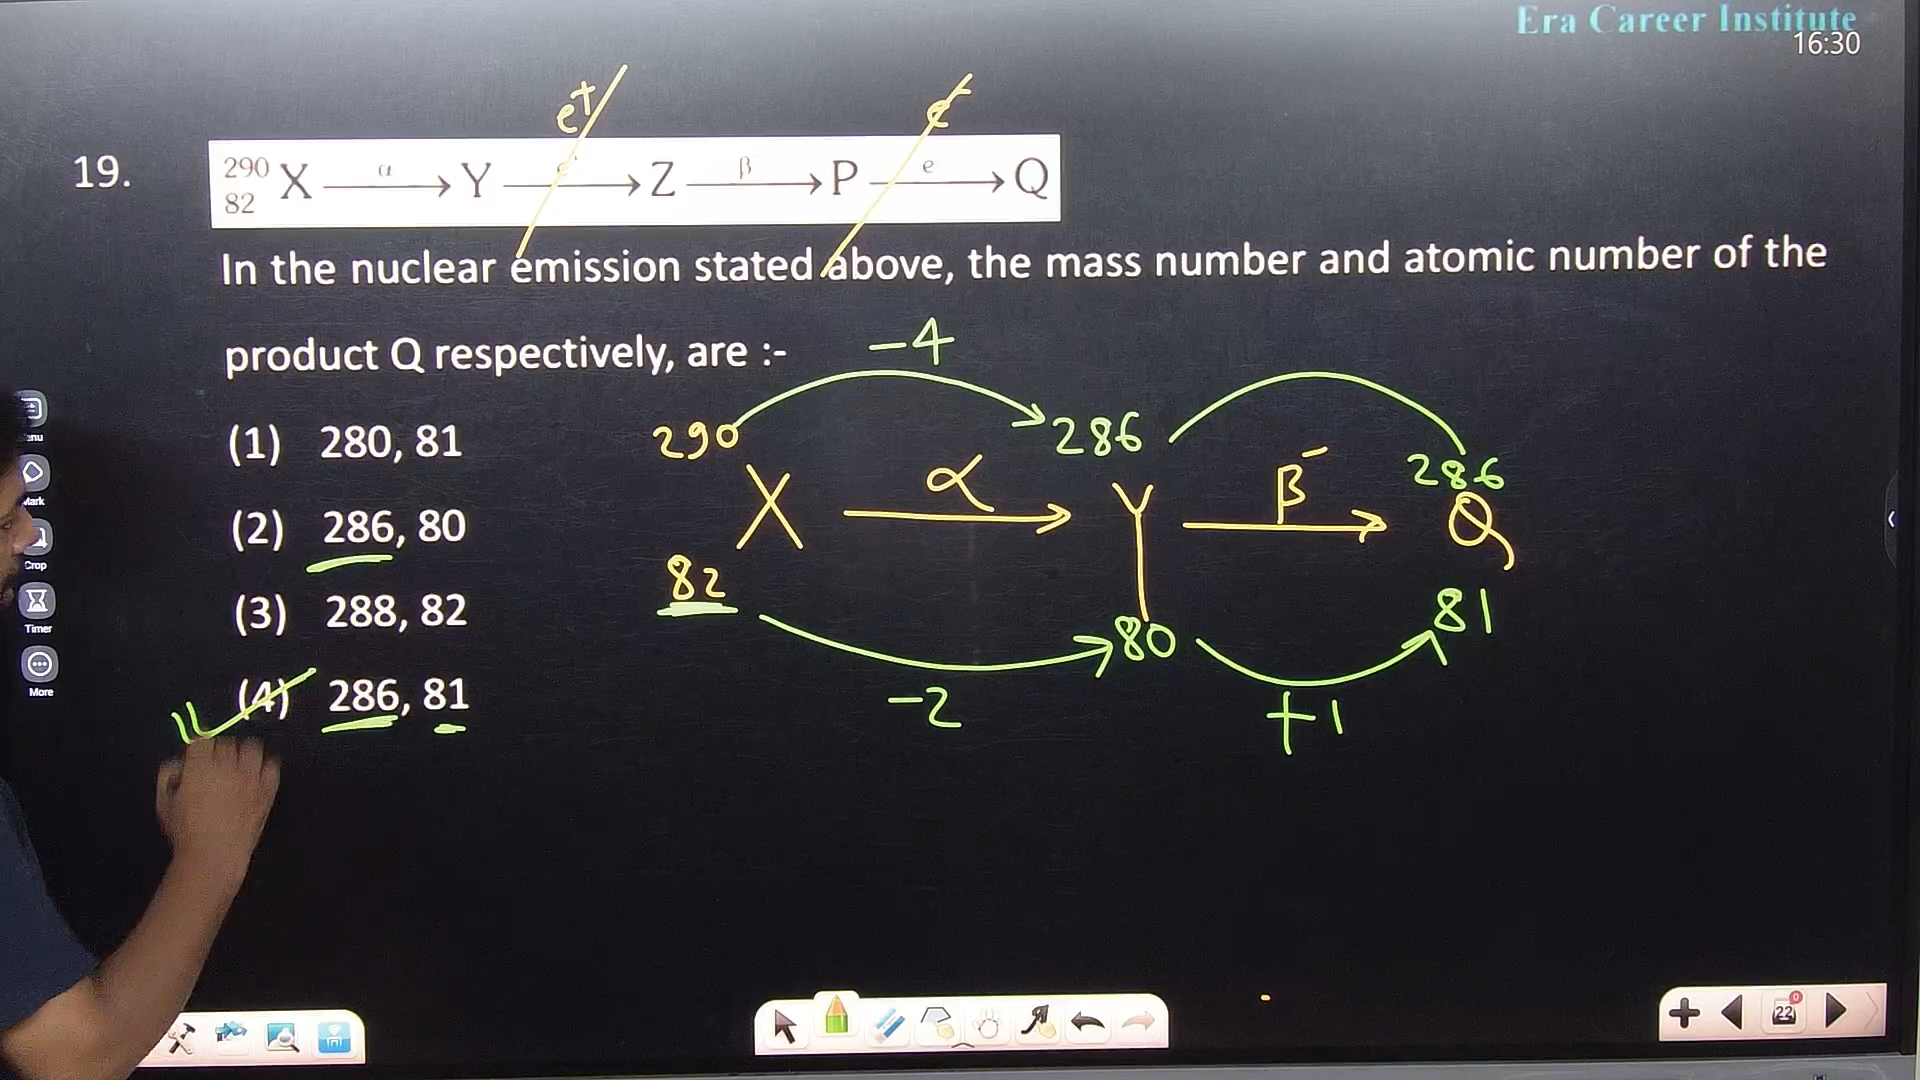 Era Career Institute
16:30
e+
e-
19.
290
82 X α Y e+ Z β P e Q
In the nuclear emission stated above, the mass number and atomic number of the
product Q respectively, are :-
-4
(1) 280, 81
(2) 286, 80
(3) 288, 82
(4) 286, 81
290 286 286
X α Y β- Q
82 80 81
-2 +1
Crop
Timer
More
22
0